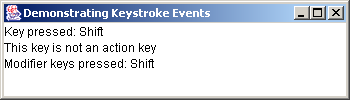 Demonstrating Keystroke Events
Key pressed: Shift
This key is not an action key
Modifier keys pressed: Shift